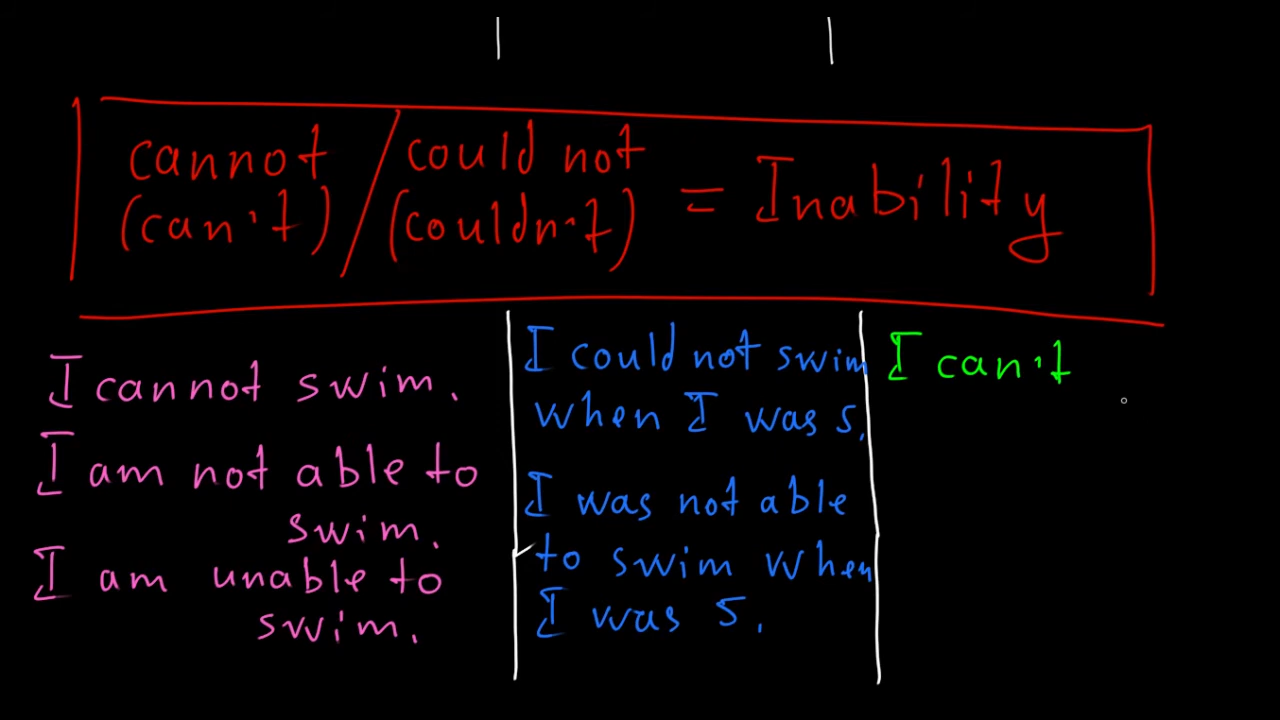 cannot / could not
(can't) / (couldn't) = Inability
I cannot swim.
I am not able to
swim.
I am unable to
swim.
I could not swim
when I was 5.
I was not able
to swim when
I was 5.
I can't